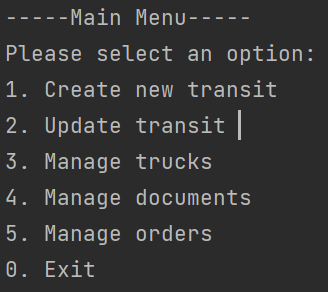 -----Main Menu-----
Please select an option:
1. Create new transit
2. Update transit
3. Manage trucks
4. Manage documents
5. Manage orders
0. Exit